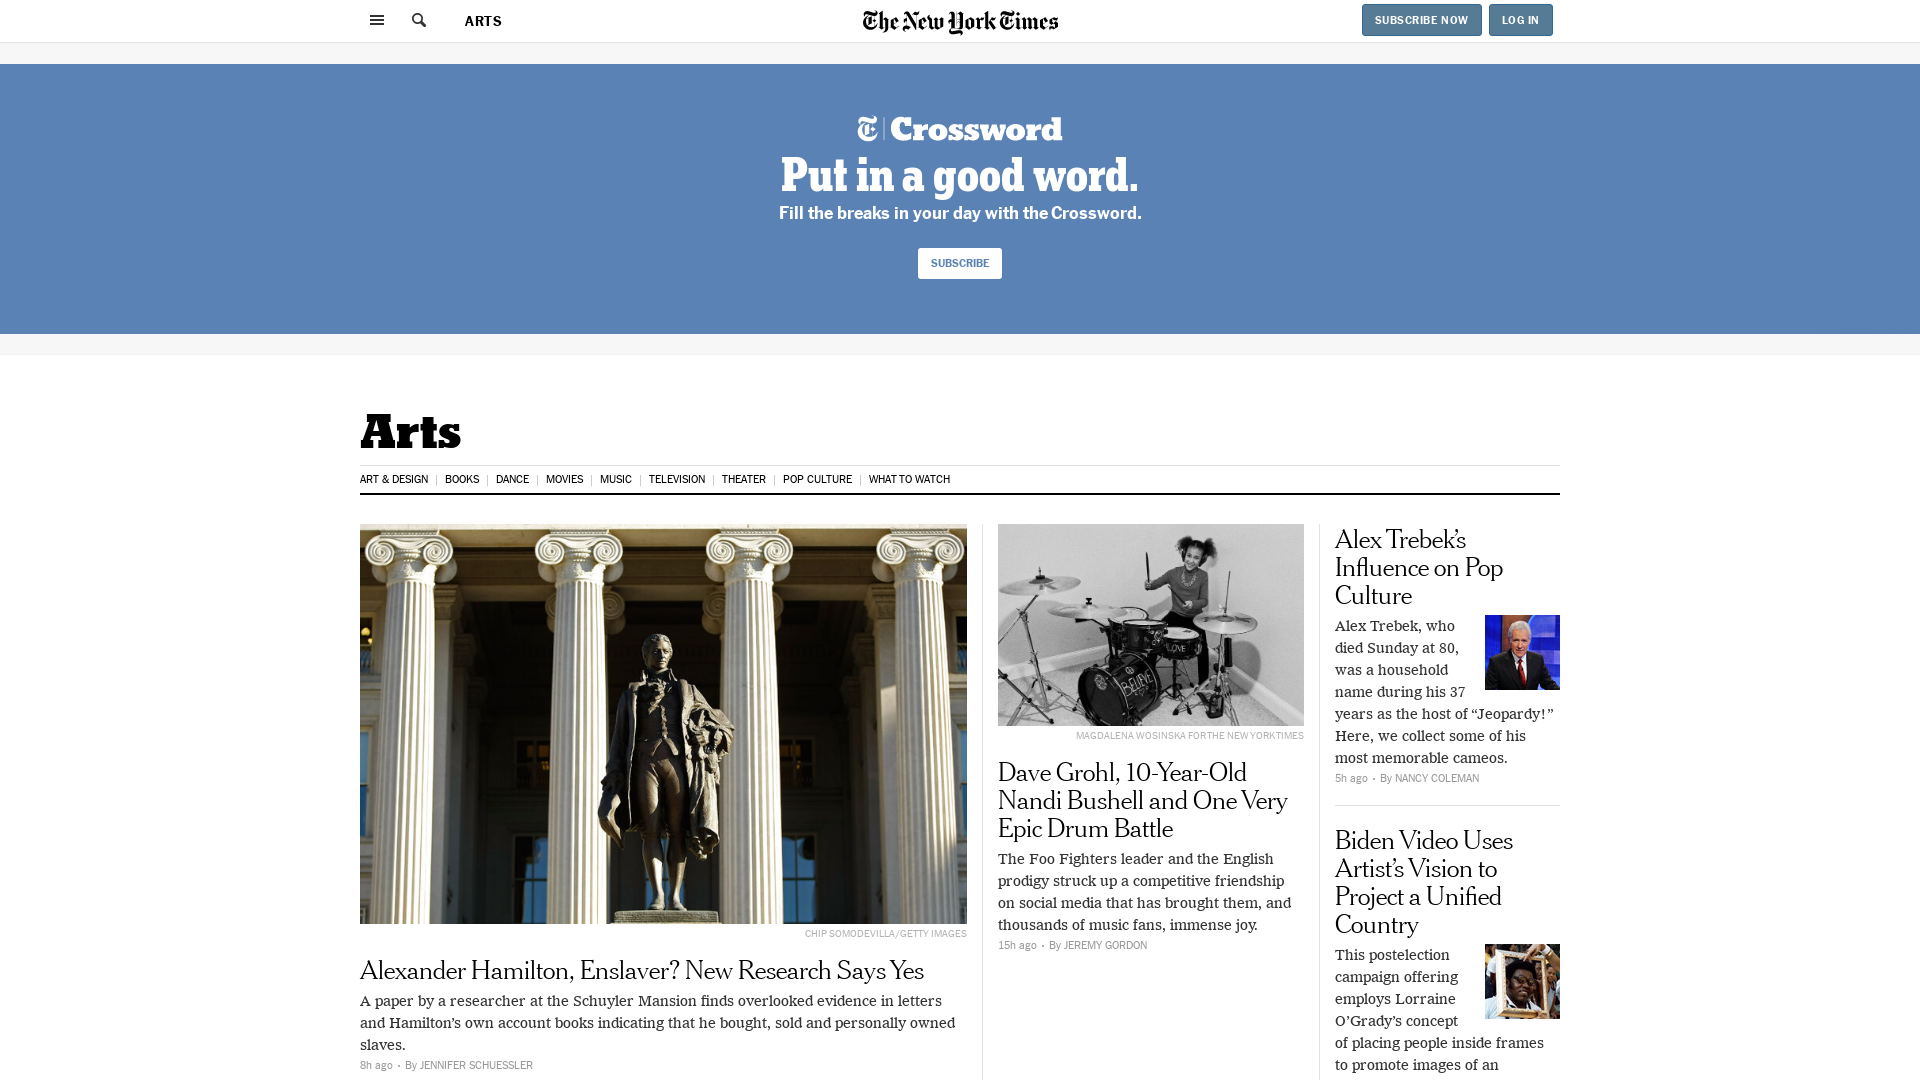 ARTS
The New York Times
SUBSCRIBE NOW
LOG IN
T | Crossword
Put in a good word.
Fill the breaks in your day with the Crossword.
SUBSCRIBE
Arts
ART & DESIGN | BOOKS | DANCE | MOVIES | MUSIC | TELEVISION | THEATER | POP CULTURE | WHAT TO WATCH
CHIP SOMODEVILLA/GETTY IMAGES
Alexander Hamilton, Enslaver? New Research Says Yes
A paper by a researcher at the Schuyler Mansion finds overlooked evidence in letters
and Hamilton’s own account books indicating that he bought, sold and personally owned
slaves.
8h ago • By JENNIFER SCHUESSLER
LOVE
BELIEVE
MAGDALENA WOSINSKA FOR THE NEW YORK TIMES
Dave Grohl, 10-Year-Old
Nandi Bushell and One Very
Epic Drum Battle
The Foo Fighters leader and the English
prodigy struck up a competitive friendship
on social media that has brought them, and
thousands of music fans, immense joy.
15h ago • By JEREMY GORDON
Alex Trebek’s
Influence on Pop
Culture
Alex Trebek, who
died Sunday at 80,
was a household
name during his 37
years as the host of “Jeopardy!”
Here, we collect some of his
most memorable cameos.
5h ago • By NANCY COLEMAN
Biden Video Uses
Artist’s Vision to
Project a Unified
Country
This postelection
campaign offering
employs Lorraine
O’Grady’s concept
of placing people inside frames
to promote images of an